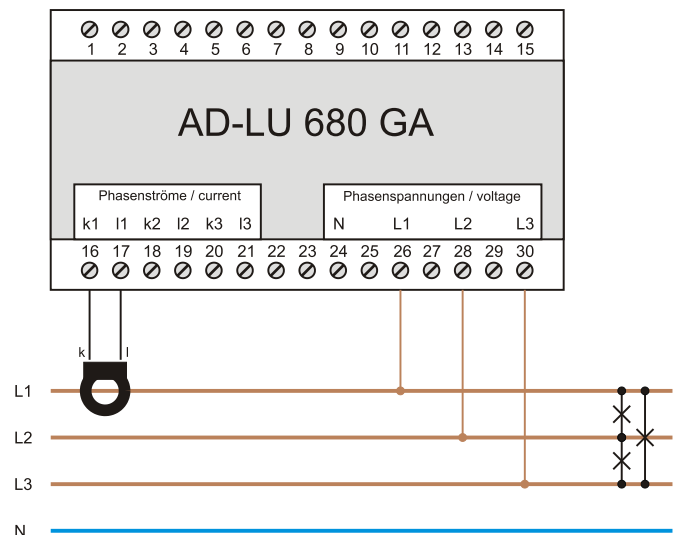 1 2 3 4 5 6 7 8 9 10 11 12 13 14 15
AD-LU 680 GA
Phasenströme / current
Phasenspannungen / voltage
k1 l1 k2 l2 k3 l3 N L1 L2 L3
16 17 18 19 20 21 22 23 24 25 26 27 28 29 30
k l
L1
L2
L3
N